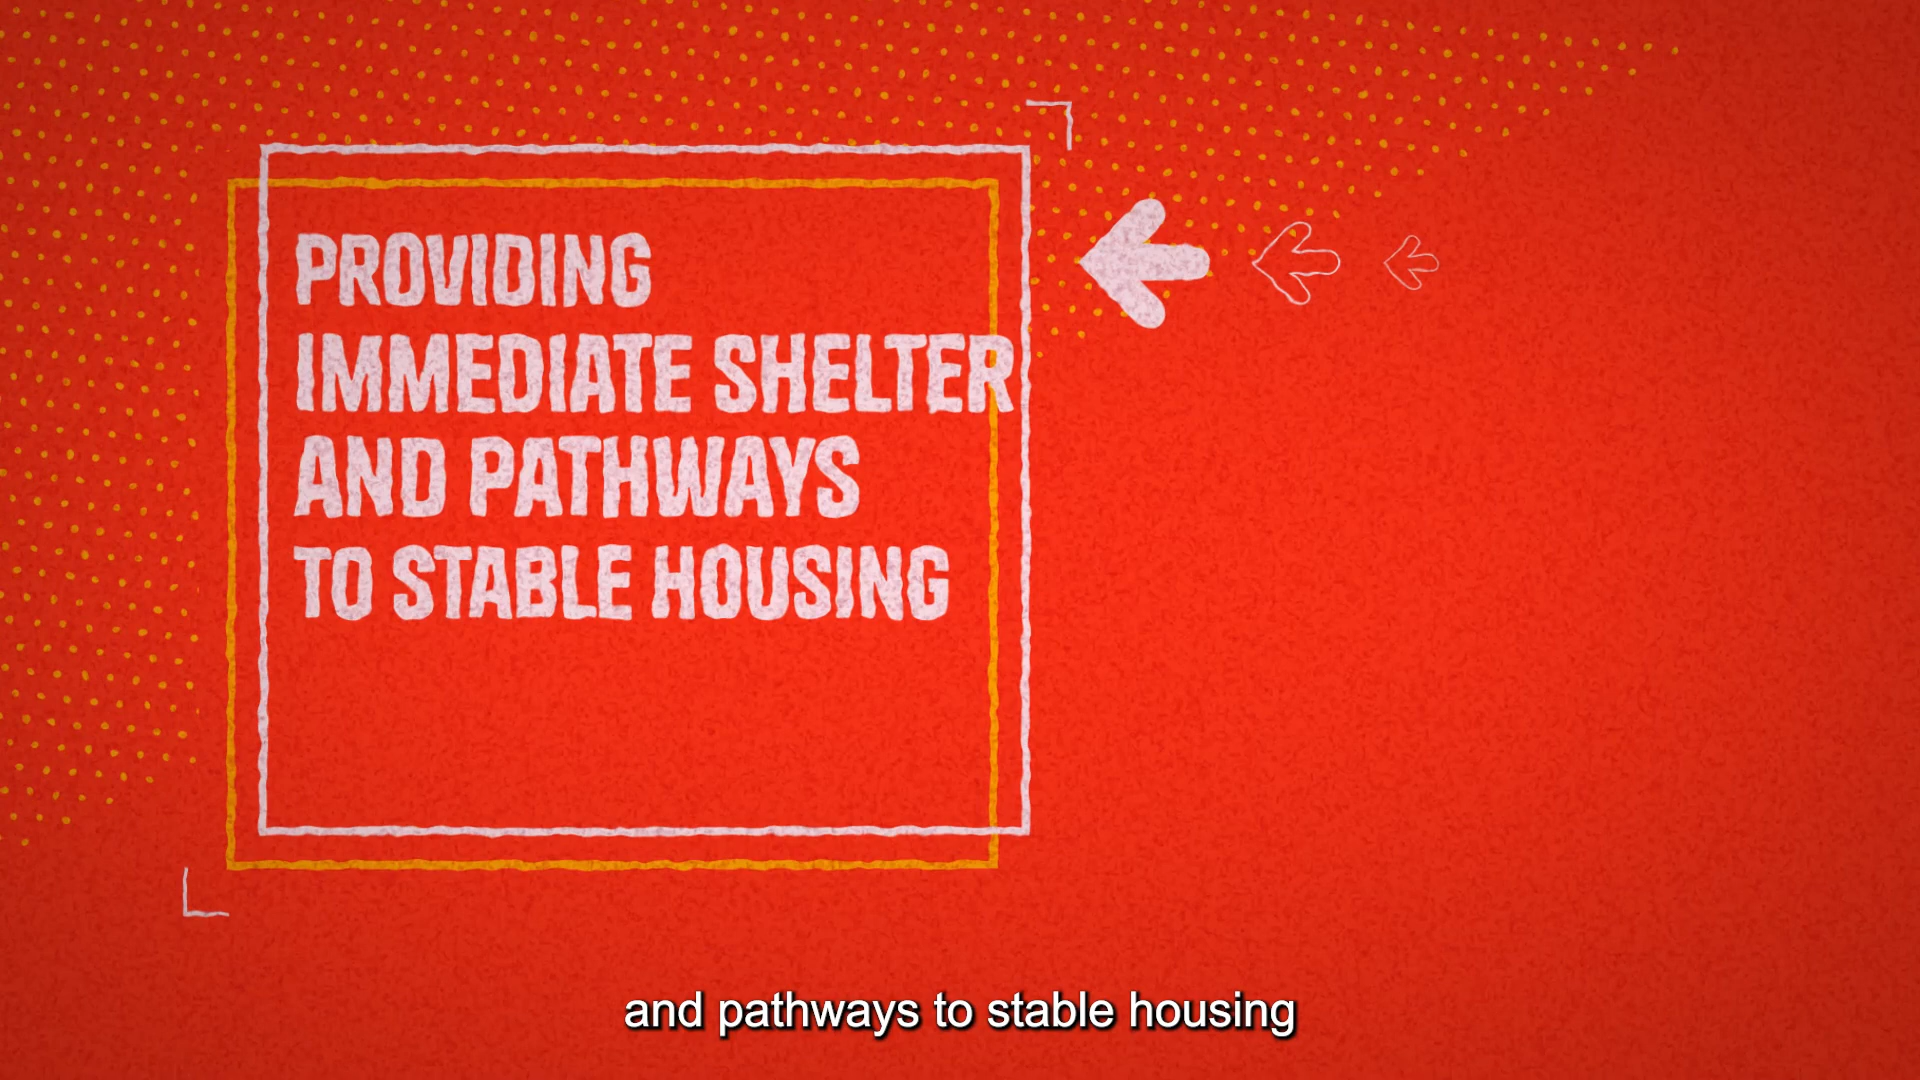 PROVIDING
IMMEDIATE SHELTER
AND PATHWAYS
TO STABLE HOUSING
and pathways to stable housing